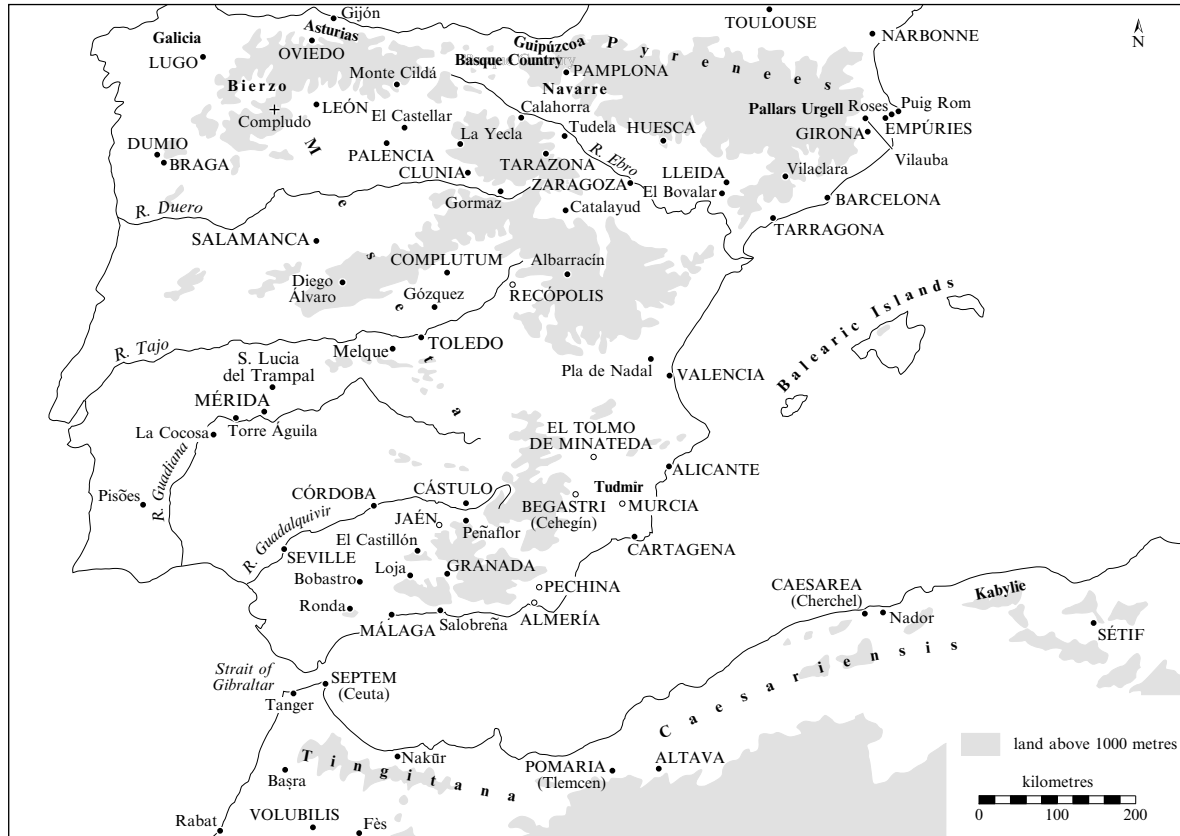 Gijón
TOULOUSE
NARBONNE
N
Asturias
Galicia
LUGO
OVIEDO
Guipúzcoa
Basque Country
Pyrenees
PAMPLONA
Navarre
Monte Cildá
Bierzo
Compludo
LEÓN
El Castellar
Calahorra
Pallars Urgell
Roses
Puig Rom
EMPÚRIES
GIRONA
Vilauba
La Yecla
Tudela
HUESCA
DUMIO
BRAGA
PALENCIA
TARAZONA
R. Ebro
CLUNIA
ZARAGOZA
LLEIDA
El Bovalar
Vilaclara
Gormaz
Catalayud
BARCELONA
TARRAGONA
R. Duero
Meseta
SALAMANCA
COMPLUTUM
Albarracín
Diego
Álvaro
Gózquez
RECÓPOLIS
Balearic Islands
R. Tajo
Melque
TOLEDO
S. Lucia
del Trampal
Pla de Nadal
VALENCIA
MÉRIDA
Torre Águila
La Cocosa
EL TOLMO
DE MINATEDA
ALICANTE
R. Guadiana
Pisões
CÓRDOBA
CÁSTULO
Tudmīr
BEGASTRI
(Cehegín)
MURCIA
R. Guadalquivir
JAÉN
Peñaflor
SEVILLE
El Castillón
CARTAGENA
Bobastro
Loja
GRANADA
PECHINA
Ronda
MÁLAGA
Salobreña
ALMERÍA
CAESAREA
(Cherchel)
Nador
Kabylie
SÉTIF
Strait of
Gibraltar
SEPTEM
(Ceuta)
Tanger
Caesariensis
Tingitana
Nakūr
Baṣra
POMARIA
(Tlemcen)
ALTAVA
Rabat
VOLUBILIS
Fès
land above 1000 metres
kilometres
0 100 200